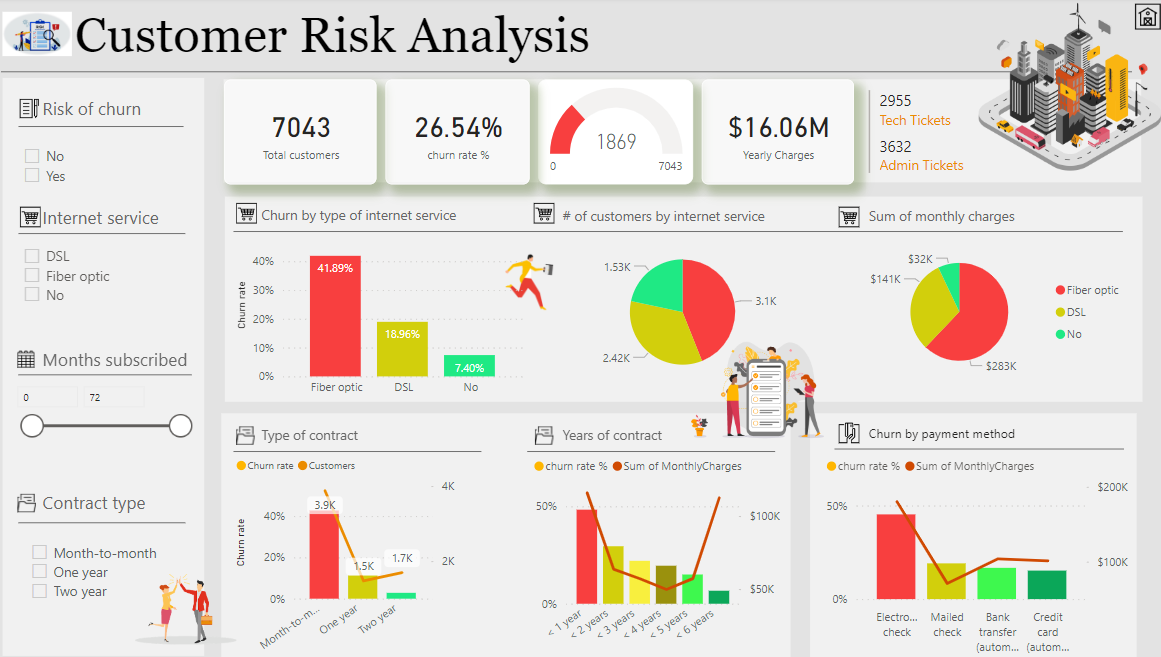 Customer Risk Analysis
Risk of churn
No
Yes
Internet service
DSL
Fiber optic
No
Months subscribed
0
72
Contract type
Month-to-month
One year
Two year
7043
Total customers
26.54%
churn rate %
1869
0
7043
$16.06M
Yearly Charges
2955
Tech Tickets
3632
Admin Tickets
Churn by type of internet service
Churn rate
40%
30%
20%
10%
0%
41.89%
18.96%
7.40%
Fiber optic
DSL
No
# of customers by internet service
1.53K
3.1K
2.42K
Sum of monthly charges
$32K
$141K
$283K
Fiber optic
DSL
No
Type of contract
Churn rate
Customers
Churn rate
40%
20%
0%
4K
2K
3.9K
1.5K
1.7K
Month-to-m...
One year
Two year
Years of contract
churn rate %
Sum of MonthlyCharges
50%
0%
$100K
$50K
< 1 year
< 2 years
< 3 years
< 4 years
< 5 years
< 6 years
Churn by payment method
churn rate %
Sum of MonthlyCharges
50%
0%
$200K
$100K
Electro...
check
Mailed
check
Bank
transfer
(autom...
Credit
card
(autom...